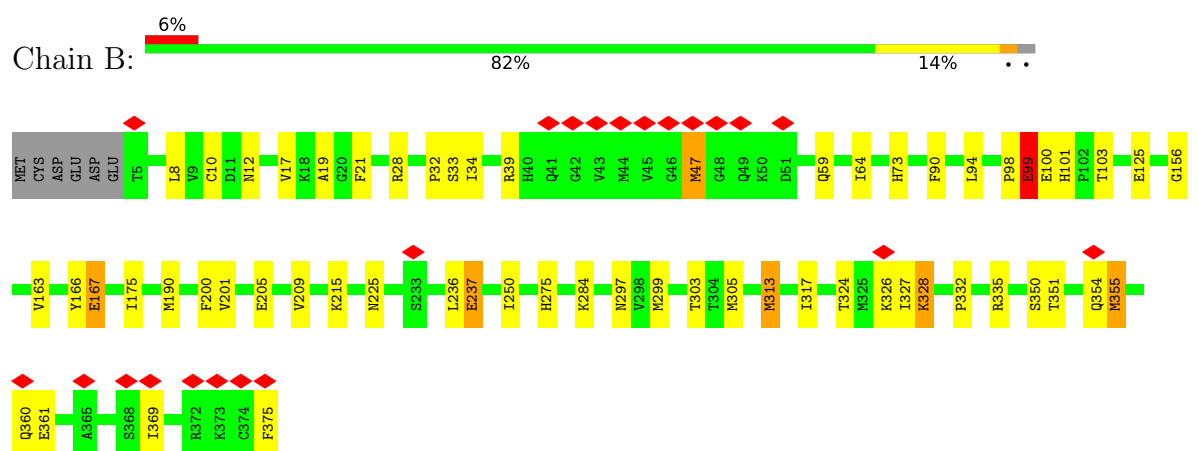 6%
Chain B:
82% 14% • •
MET CYS ASP GLU ASP GLU T5 L8 V9 C10 D11 N12 V17 K18 A19 G20 F21 R28 P32 S33 I34 R39 H40 Q41 G42 V43 M44 V45 G46 M47 G48 Q49 K50 D51 Q59 I64 H73 F90 L94 P98 E99 E100 H101 P102 T103 E125 G156
V163 Y166 E167 I175 M190 F200 V201 E205 V209 K215 N225 S233 L236 E237 I250 H275 K284 N297 V298 M299 T303 T304 M305 M313 I317 T324 M325 K326 I327 K328 P332 R335 S350 T351 Q354 M355
Q360 E361 A365 S368 I369 R372 K373 C374 F375